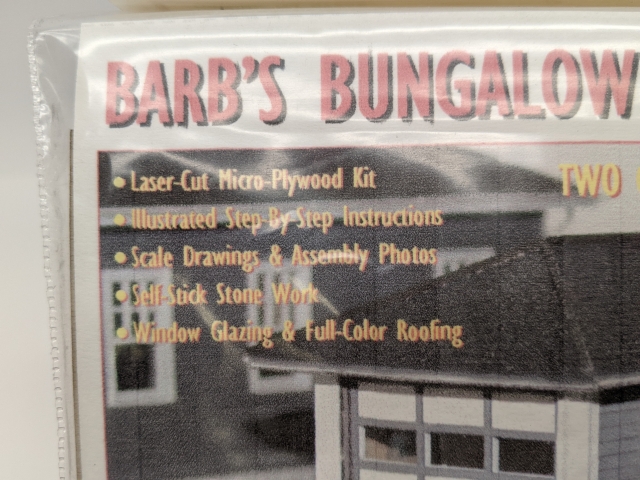 BARB'S BUNGALOW
• Laser-Cut Micro-Plywood Kit
TWO
• Illustrated Step-By-Step Instructions
• Scale Drawings & Assembly Photos
• Self-Stick Stone Work
• Window Glazing & Full-Color Roofing